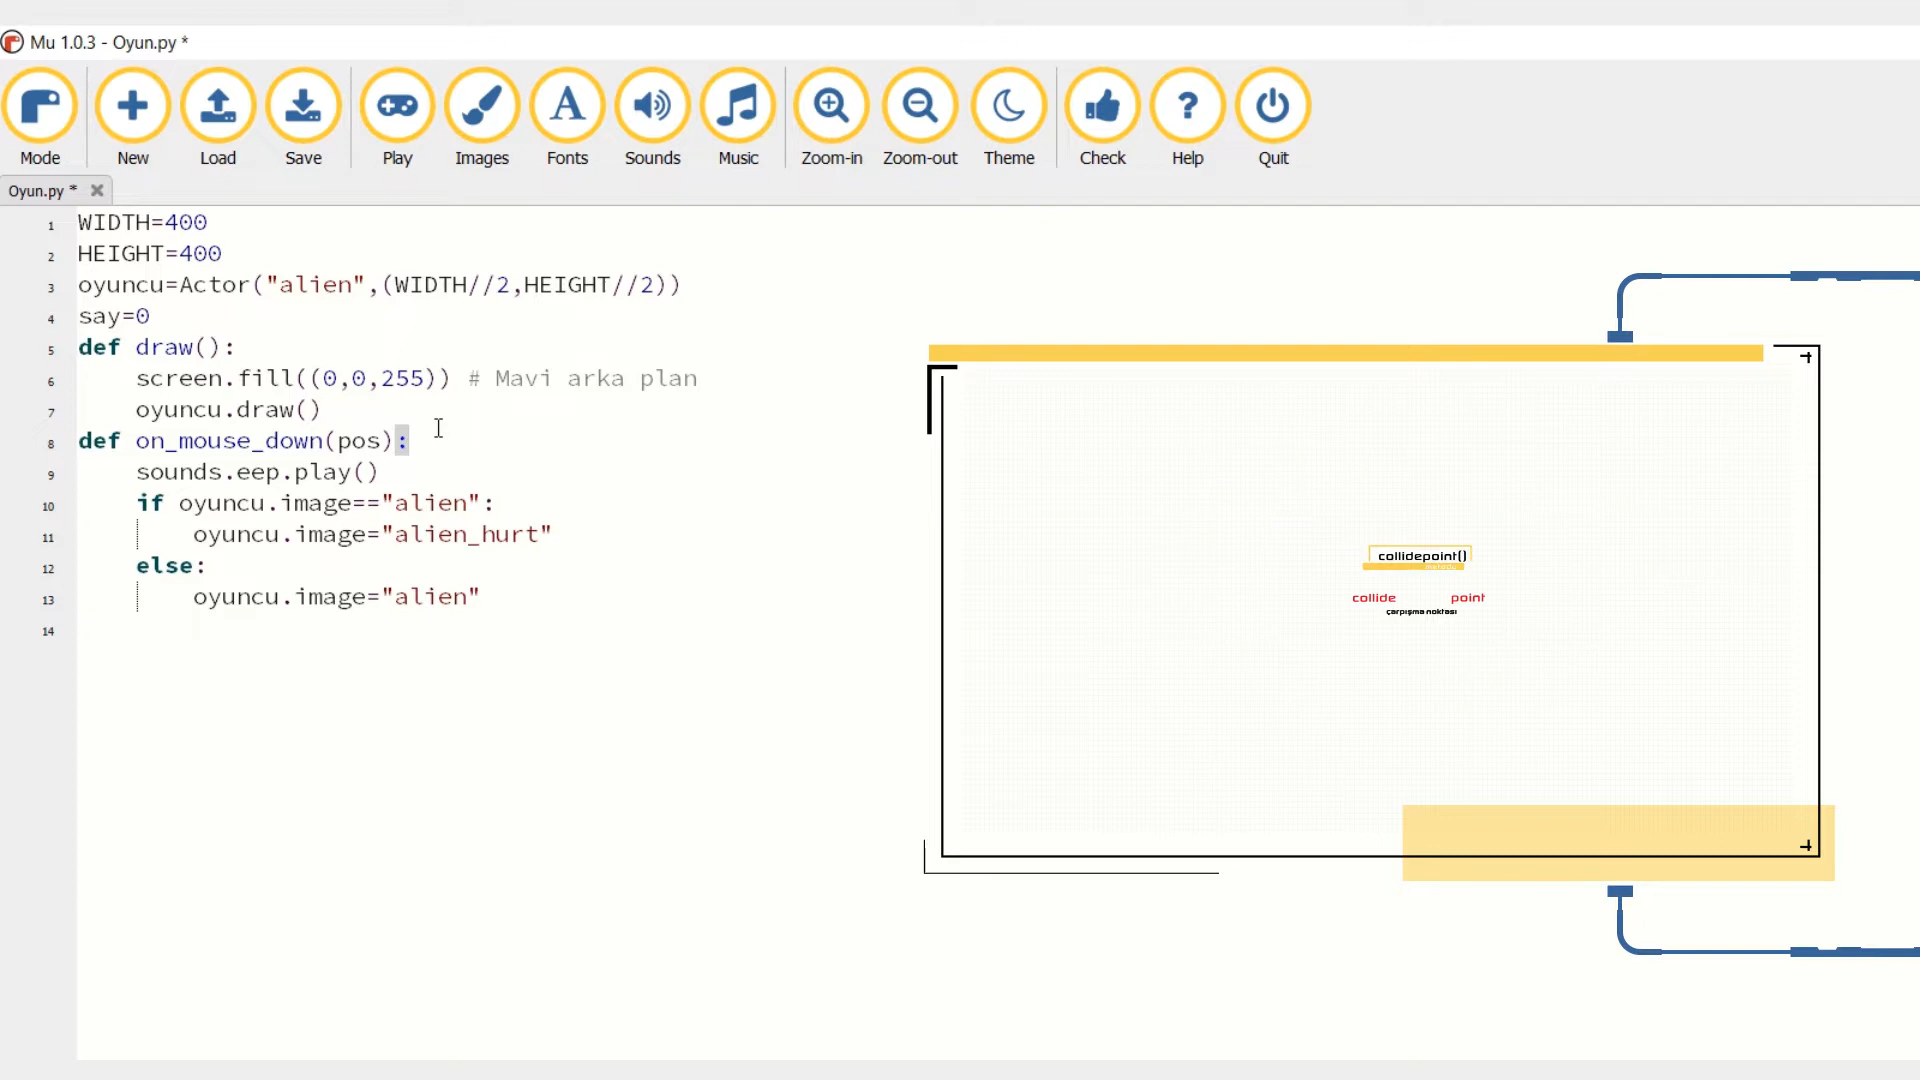 Mu 1.0.3 - Oyun.py *
Mode New Load Save Play Images Fonts Sounds Music Zoom-in Zoom-out Theme Check Help Quit
Oyun.py *
1 WIDTH=400
2 HEIGHT=400
3 oyuncu=Actor("alien",(WIDTH//2,HEIGHT//2))
4 say=0
5 def draw():
6 screen.fill((0,0,255)) # Mavi arka plan
7 oyuncu.draw()
8 def on_mouse_down(pos):
9 sounds.eep.play()
10 if oyuncu.image=="alien":
11 oyuncu.image="alien_hurt"
12 else:
13 oyuncu.image="alien"
14
collidepoint()
metodu
collide point
çarpışma noktası